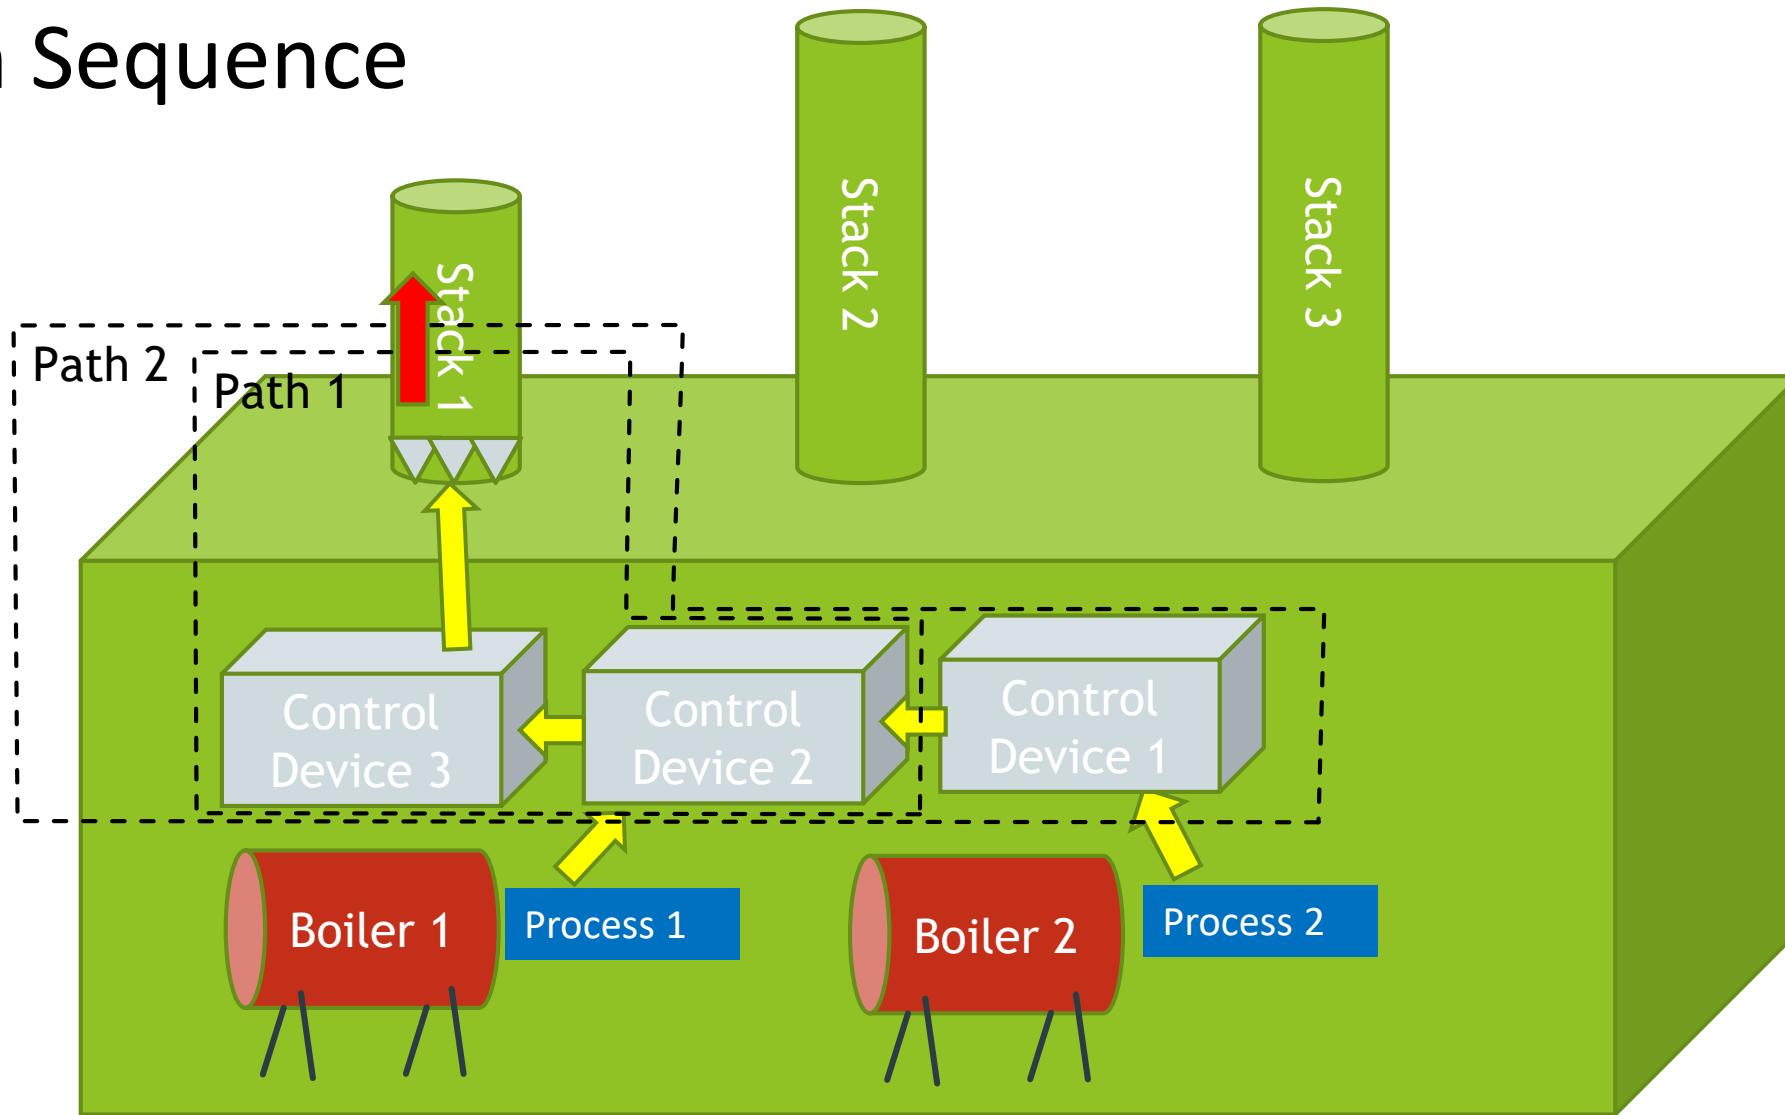 Sequence
Stack 1
Stack 2
Stack 3
Path 2
Path 1
Control
Device 3
Control
Device 2
Control
Device 1
Boiler 1
Process 1
Boiler 2
Process 2